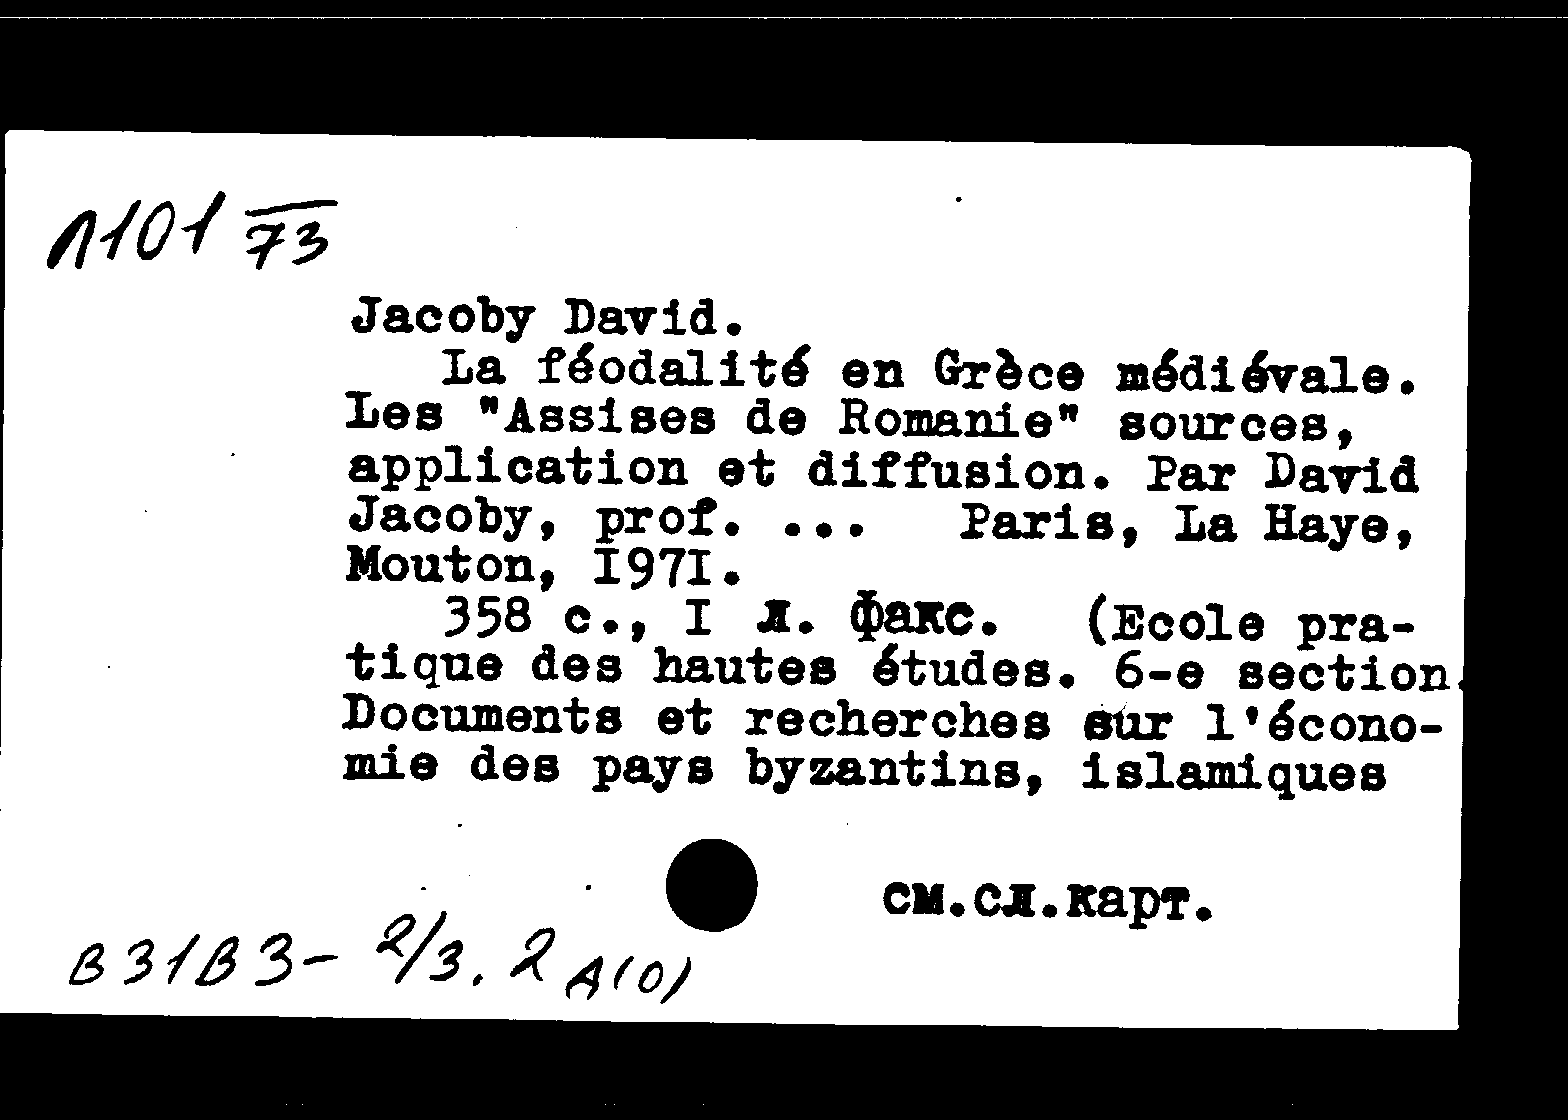 Л101 73
Jacoby David.
La féodalité en Grèce médiévale.
Les "Assises de Romanie" sources,
application et diffusion. Par David
Jacoby, prof. ... Paris, La Haye,
Mouton, I97I.
358 с., I л. факс. (Ecole pra-
tique des hautes études. 6-e section.
Documents et recherches sur l'écono-
mie des pays byzantins, islamiques
см.сл.карт.
В31В3-2/3.2 А(0)